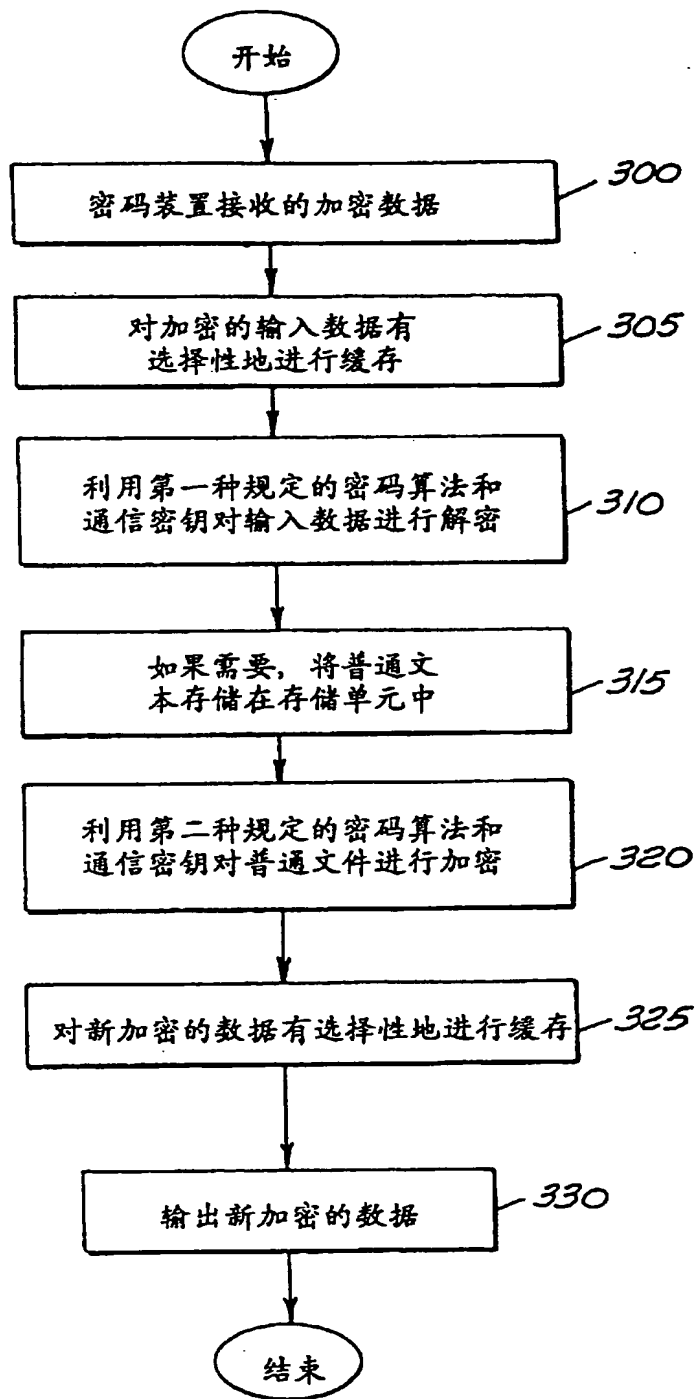 开始
密码装置接收的加密数据
300
对加密的输入数据有
选择性地进行缓存
305
利用第一种规定的密码算法和
通信密钥对输入数据进行解密
310
如果需要，将普通文
本存储在存储单元中
315
利用第二种规定的密码算法和
通信密钥对普通文件进行加密
320
对新加密的数据有选择性地进行缓存
325
输出新加密的数据
330
结束